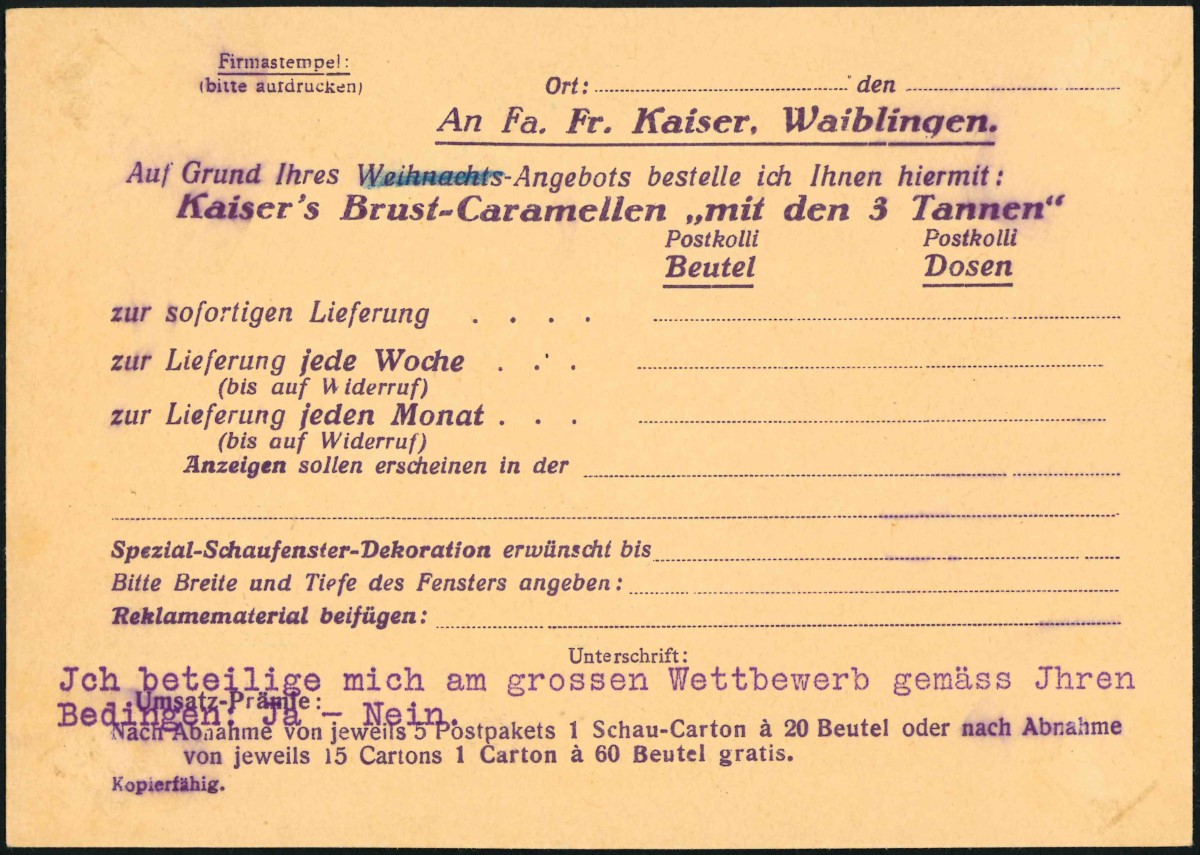 Firmastempel:
(bitte aufdrucken)
Ort: den
An Fa. Fr. Kaiser, Waiblingen.
Auf Grund Ihres Weihnachts-Angebots bestelle ich Ihnen hiermit:
Kaiser's Brust-Caramellen „mit den 3 Tannen“
Postkolli Postkolli
Beutel Dosen
zur sofortigen Lieferung . . . .
zur Lieferung jede Woche . . .
(bis auf Widerruf)
zur Lieferung jeden Monat . . .
(bis auf Widerruf)
Anzeigen sollen erscheinen in der
Spezial-Schaufenster-Dekoration erwünscht bis
Bitte Breite und Tiefe des Fensters angeben:
Reklamematerial beifügen:
Unterschrift:
Jch beteilige mich am grossen Wettbewerb gemäss Jhren
Umsatz-Prämie:
Bedingen: Ja - Nein.
Nach Abnahme von jeweils 5 Postpakets 1 Schau-Carton à 20 Beutel oder nach Abnahme
von jeweils 15 Cartons 1 Carton à 60 Beutel gratis.
Kopierfähig.